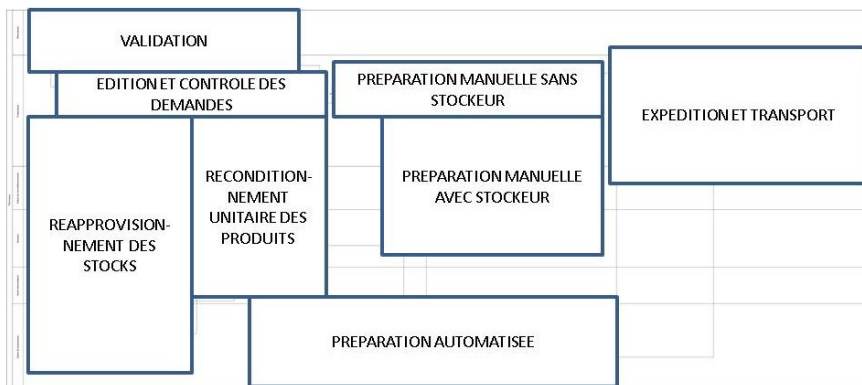 VALIDATION
EDITION ET CONTROLE DES
DEMANDES
PREPARATION MANUELLE SANS
STOCKEUR
EXPEDITION ET TRANSPORT
REAPPROVISION-
NEMENT DES
STOCKS
RECONDITION-
NEMENT
UNITAIRE DES
PRODUITS
PREPARATION MANUELLE
AVEC STOCKEUR
PREPARATION AUTOMATISEE